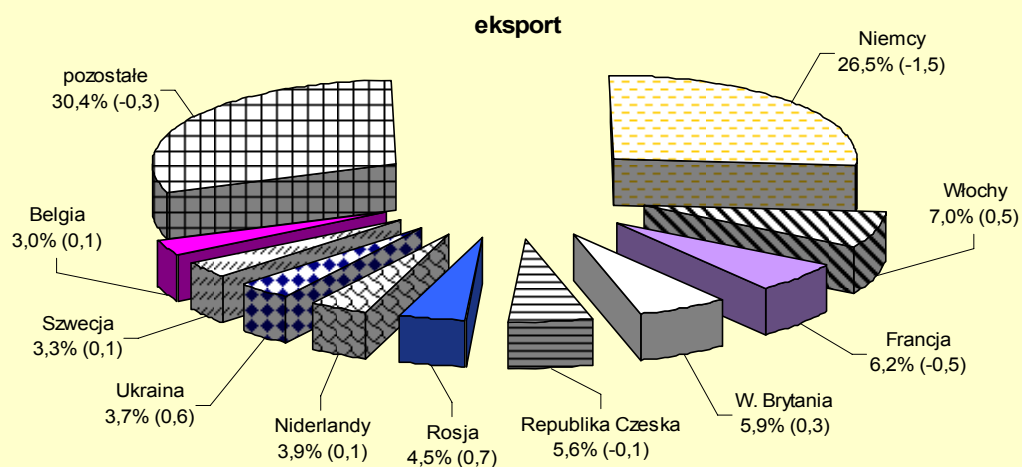 eksport
Niemcy
26,5% (-1,5)
Włochy
7,0% (0,5)
Francja
6,2% (-0,5)
W. Brytania
5,9% (0,3)
Republika Czeska
5,6% (-0,1)
Rosja
4,5% (0,7)
Niderlandy
3,9% (0,1)
Ukraina
3,7% (0,6)
Szwecja
3,3% (0,1)
Belgia
3,0% (0,1)
pozostałe
30,4% (-0,3)